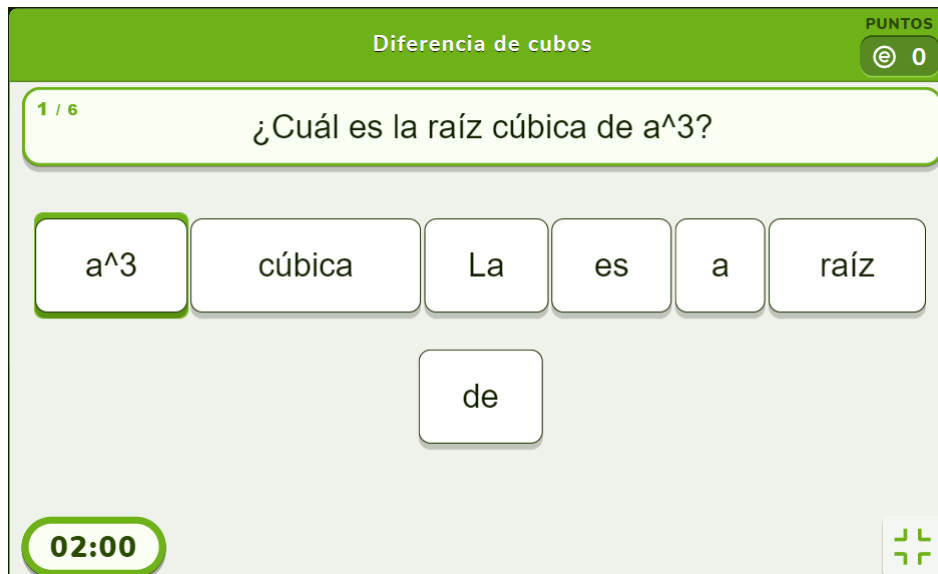 Diferencia de cubos
PUNTOS
0
1 / 6
¿Cuál es la raíz cúbica de a^3?
a^3 cúbica La es a raíz
de
02:00